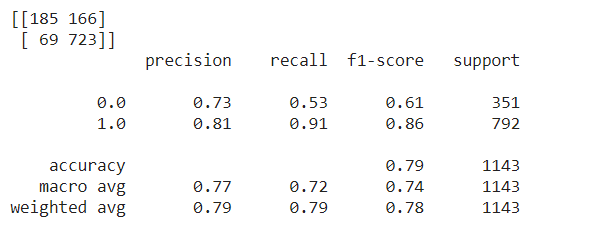 [[185 166]
 [ 69 723]]
              precision    recall  f1-score   support

         0.0       0.73      0.53      0.61       351
         1.0       0.81      0.91      0.86       792

    accuracy                           0.79      1143
   macro avg       0.77      0.72      0.74      1143
weighted avg       0.79      0.79      0.78      1143